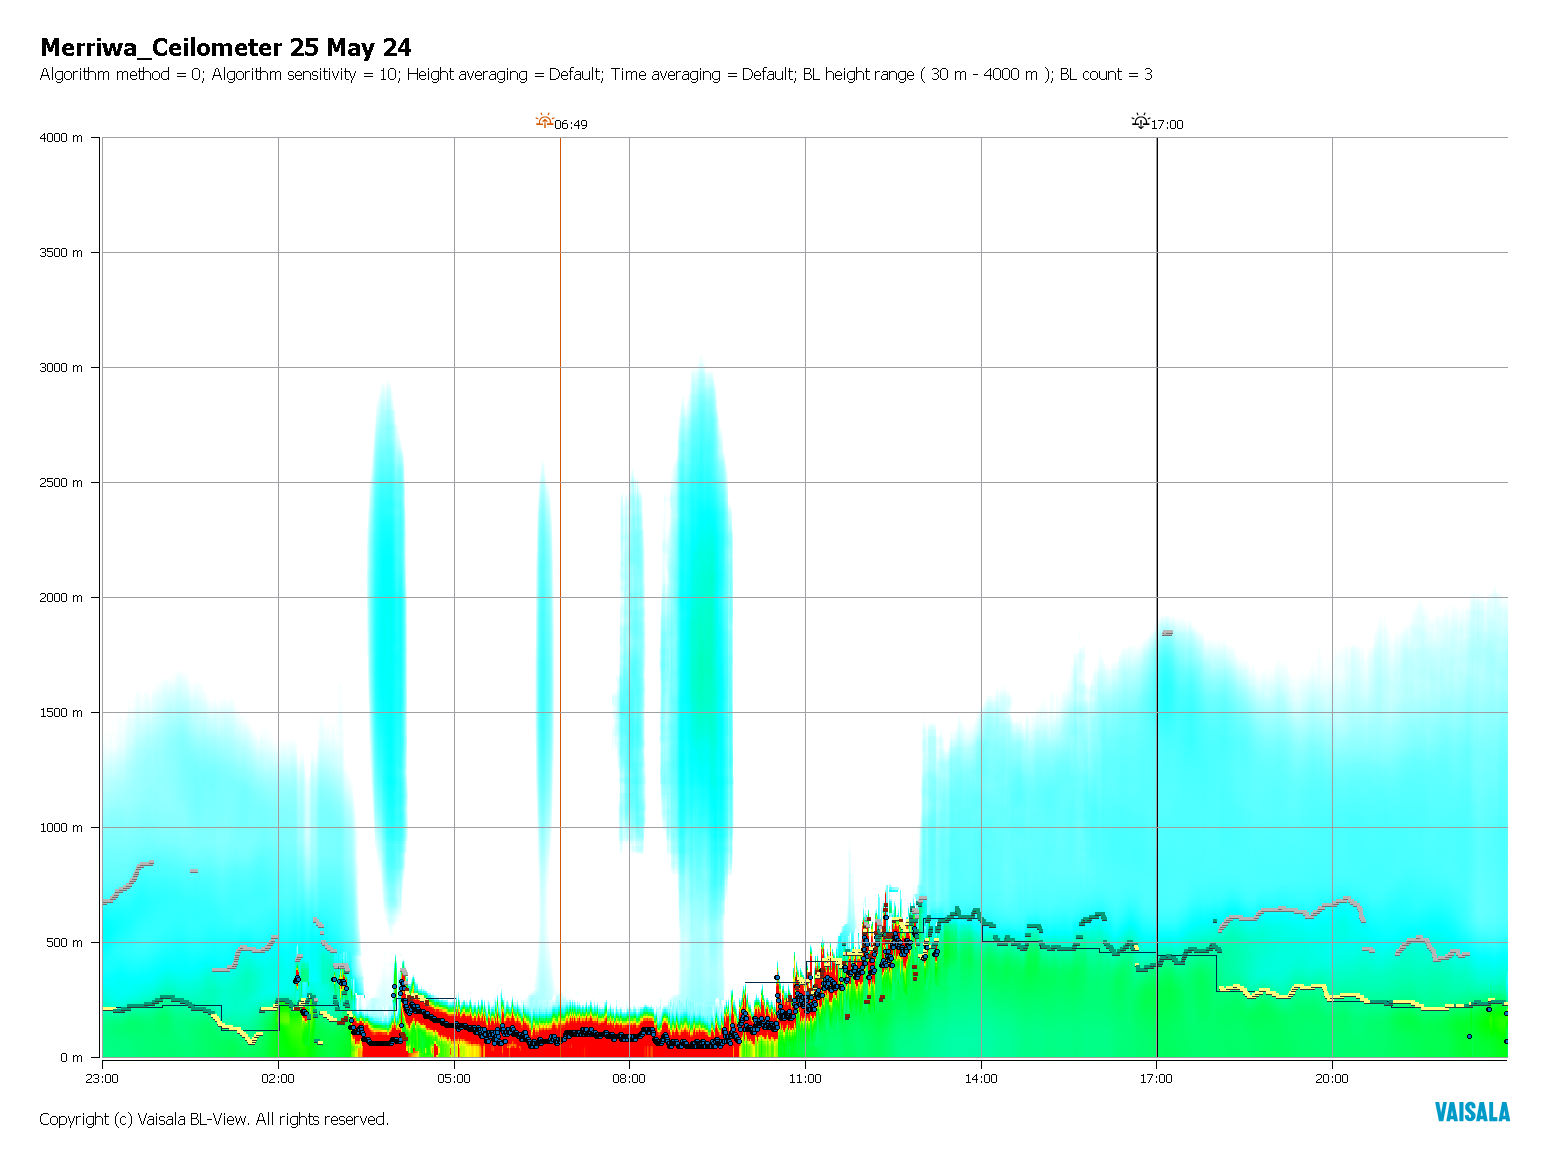 Merriwa_Ceilometer 25 May 24
Algorithm method = 0; Algorithm sensitivity = 10; Height averaging = Default; Time averaging = Default; BL height range ( 30 m - 4000 m ); BL count = 3
06:49
17:00
4000 m
3500 m
3000 m
2500 m
2000 m
1500 m
1000 m
500 m
0 m
23:00
02:00
05:00
08:00
11:00
14:00
17:00
20:00
Copyright (c) Vaisala BL-View. All rights reserved.
VAISALA